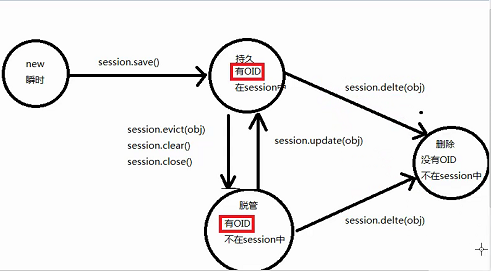 new
瞬时
session.save()
持久
有OID
在session中
session.delte(obj)
session.evict(obj)
session.clear()
session.close()
session.update(obj)
删除
没有OID
不在session中
脱管
有OID
不在session中
session.delte(obj)